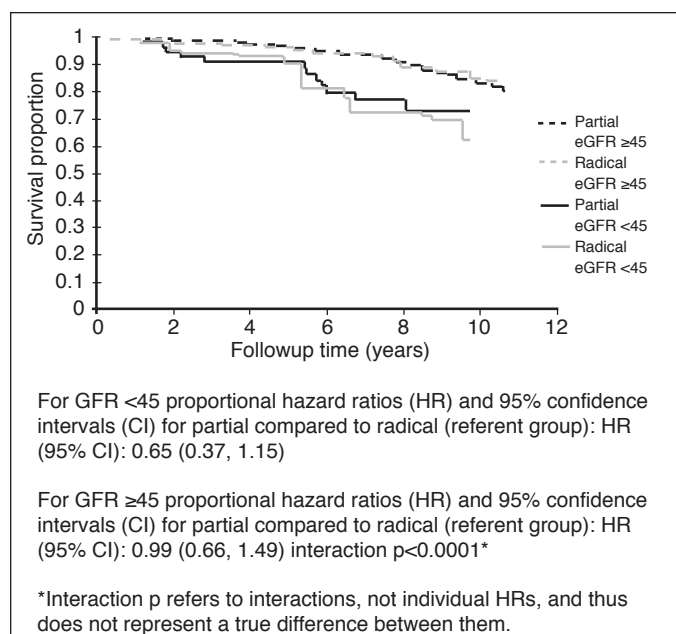 1
0.9
0.8
0.7
0.6
0.5
0.4
0.3
0.2
0.1
0
Survival proportion
0 2 4 6 8 10 12
Followup time (years)
Partial
eGFR ≥45
Radical
eGFR ≥45
Partial
eGFR <45
Radical
eGFR <45
For GFR <45 proportional hazard ratios (HR) and 95% confidence
intervals (CI) for partial compared to radical (referent group): HR
(95% CI): 0.65 (0.37, 1.15)
For GFR ≥45 proportional hazard ratios (HR) and 95% confidence
intervals (CI) for partial compared to radical (referent group): HR
(95% CI): 0.99 (0.66, 1.49) interaction p<0.0001*
*Interaction p refers to interactions, not individual HRs, and thus
does not represent a true difference between them.